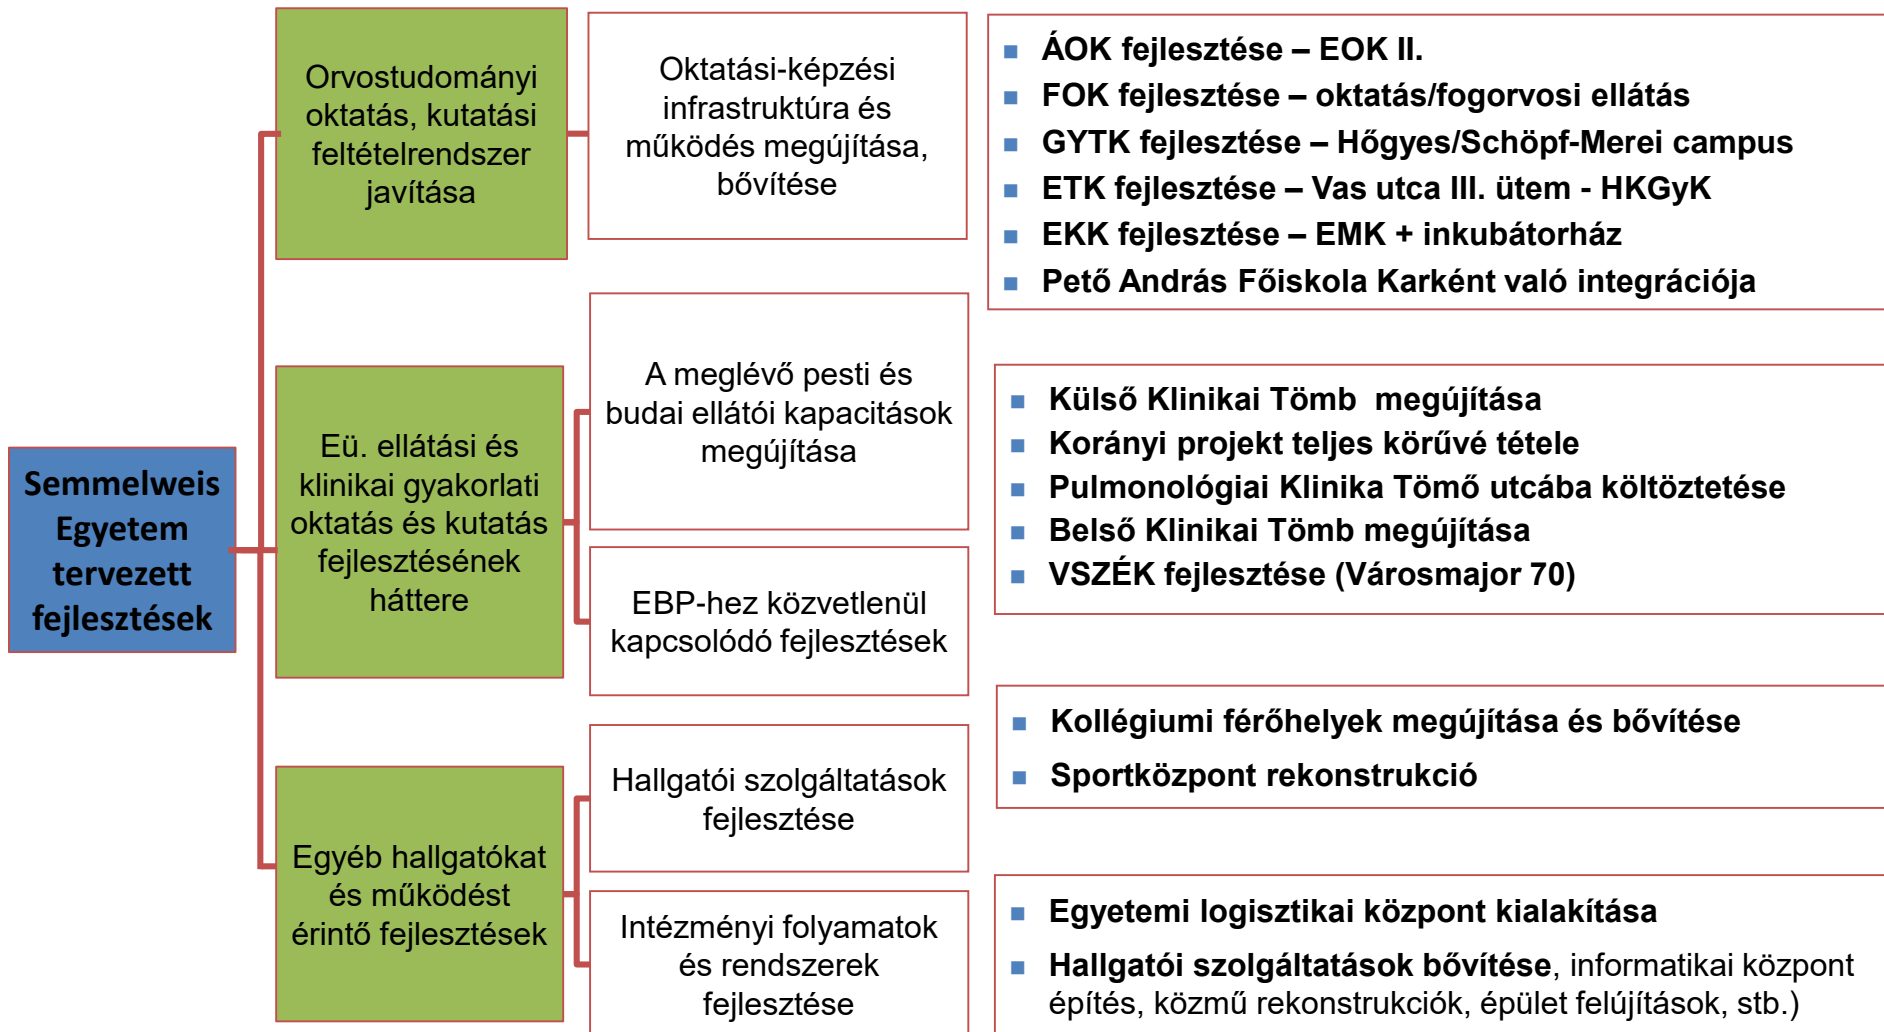 Semmelweis
Egyetem
tervezett
fejlesztések
Orvostudományi
oktatás, kutatási
feltételrendszer
javítása
Oktatási-képzési
infrastruktúra és
működés megújítása,
bővítése
ÁOK fejlesztése – EOK II.
FOK fejlesztése – oktatás/fogorvosi ellátás
GYTK fejlesztése – Hőgyes/Schöpf-Merei campus
ETK fejlesztése – Vas utca III. ütem - HKGyK
EKK fejlesztése – EMK + inkubátorház
Pető András Főiskola Karként való integrációja
Eü. ellátási és
klinikai gyakorlati
oktatás és kutatás
fejlesztésének
háttere
A meglévő pesti és
budai ellátói kapacitások
megújítása
EBP-hez közvetlenül
kapcsolódó fejlesztések
Külső Klinikai Tömb megújítása
Korányi projekt teljes körűvé tétele
Pulmonológiai Klinika Tömő utcába költöztetése
Belső Klinikai Tömb megújítása
VSZÉK fejlesztése (Városmajor 70)
Egyéb hallgatókat
és működést
érintő fejlesztések
Hallgatói szolgáltatások
fejlesztése
Kollégiumi férőhelyek megújítása és bővítése
Sportközpont rekonstrukció
Intézményi folyamatok
és rendszerek
fejlesztése
Egyetemi logisztikai központ kialakítása
Hallgatói szolgáltatások bővítése, informatikai központ
építés, közmű rekonstrukciók, épület felújítások, stb.)